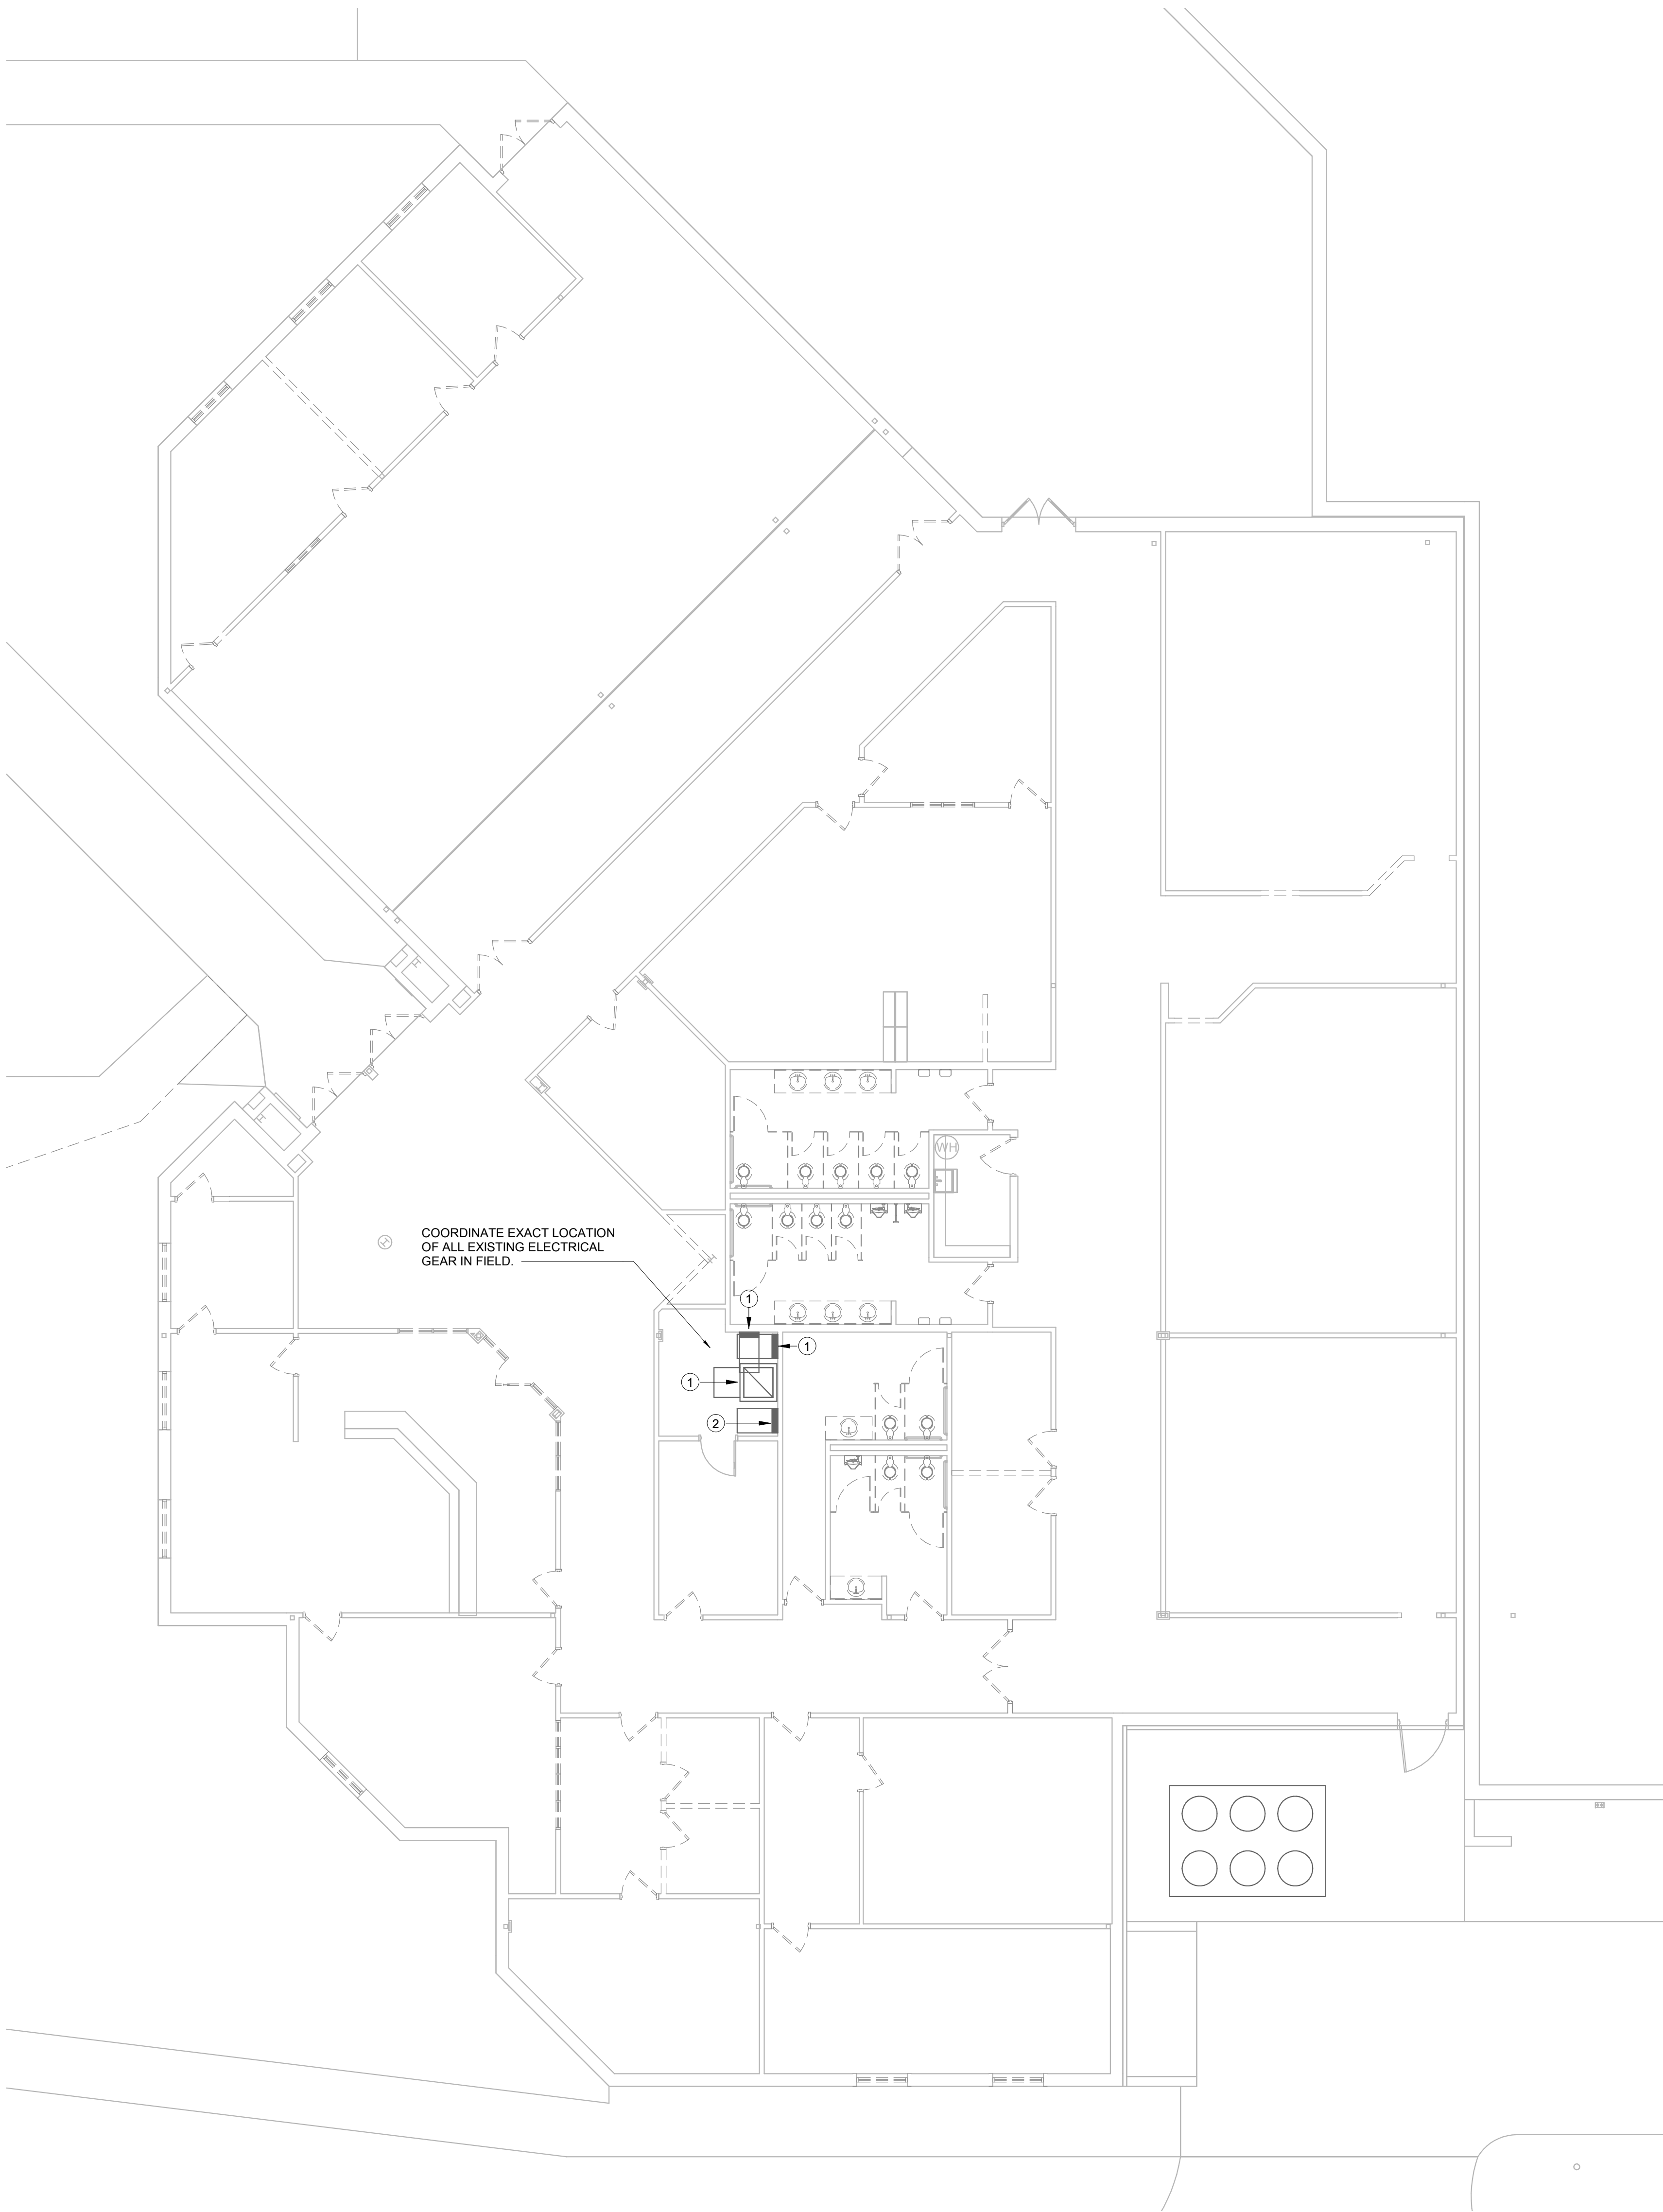 WH
COORDINATE EXACT LOCATION
OF ALL EXISTING ELECTRICAL
GEAR IN FIELD.
1
1
1
2